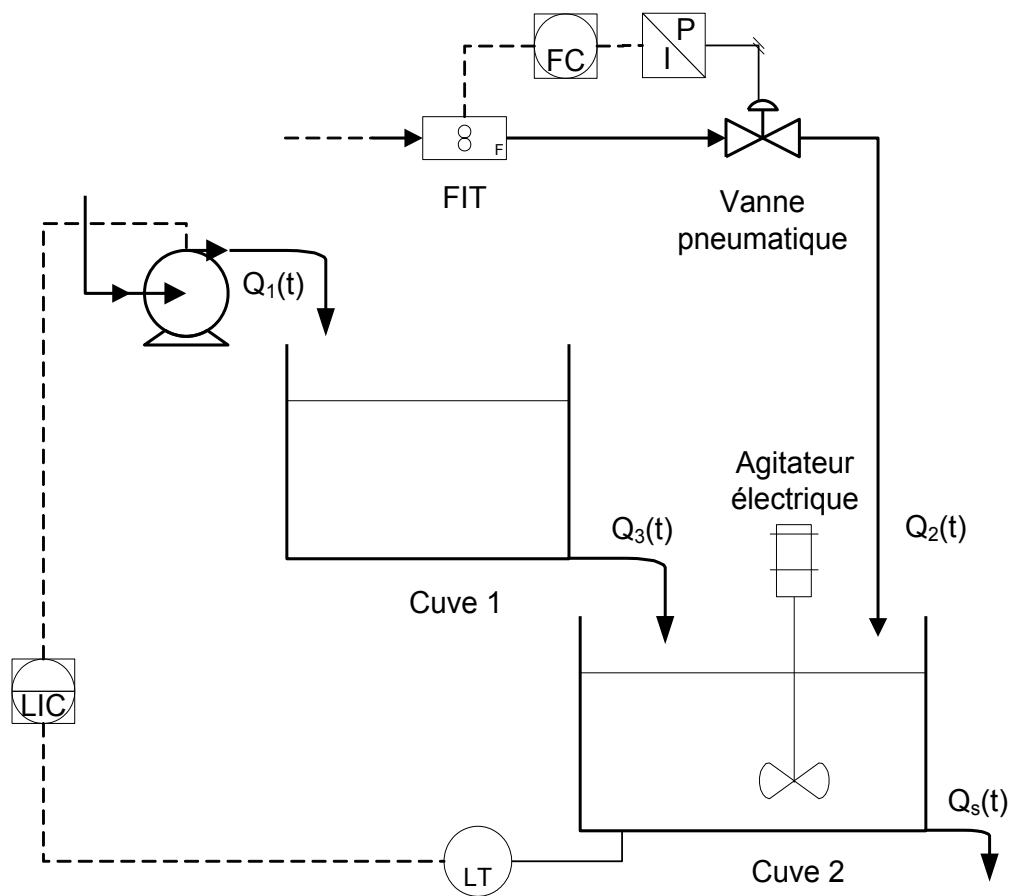 P
FC
I
F
FIT
Vanne
pneumatique
Q₁(t)
Agitateur
électrique
Q₃(t)
Q₂(t)
Cuve 1
LIC
Qₛ(t)
LT
Cuve 2